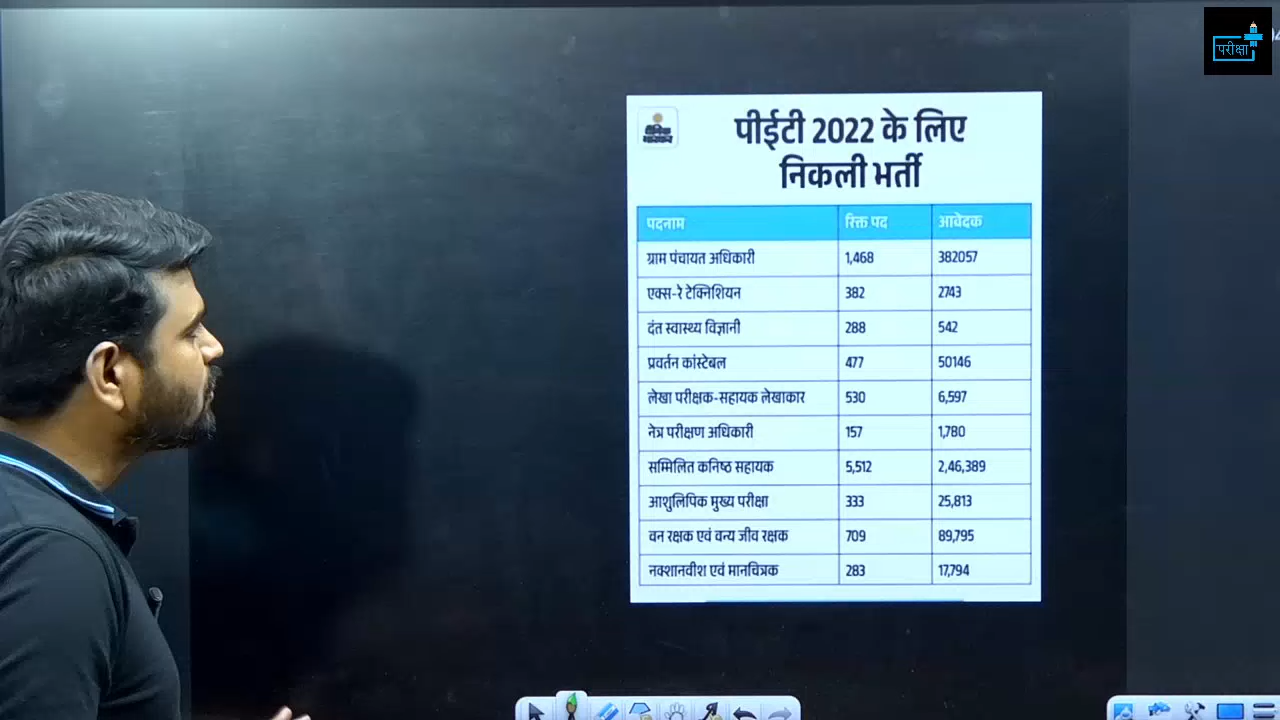 परीक्षा
पीईटी 2022 के लिए
निकली भर्ती
पदनाम रिक्त पद आवेदक
ग्राम पंचायत अधिकारी 1,468 382057
एक्स-रे टेक्निशियन 382 2743
दंत स्वास्थ्य विज्ञानी 288 542
प्रवर्तन कांस्टेबल 477 50146
लेखा परीक्षक-सहायक लेखाकार 530 6,597
नेत्र परीक्षण अधिकारी 157 1,780
सम्मिलित कनिष्ठ सहायक 5,512 2,46,389
आशुलिपिक मुख्य परीक्षा 333 25,813
वन रक्षक एवं वन्य जीव रक्षक 709 89,795
नक्शानवीश एवं मानचित्रक 283 17,794